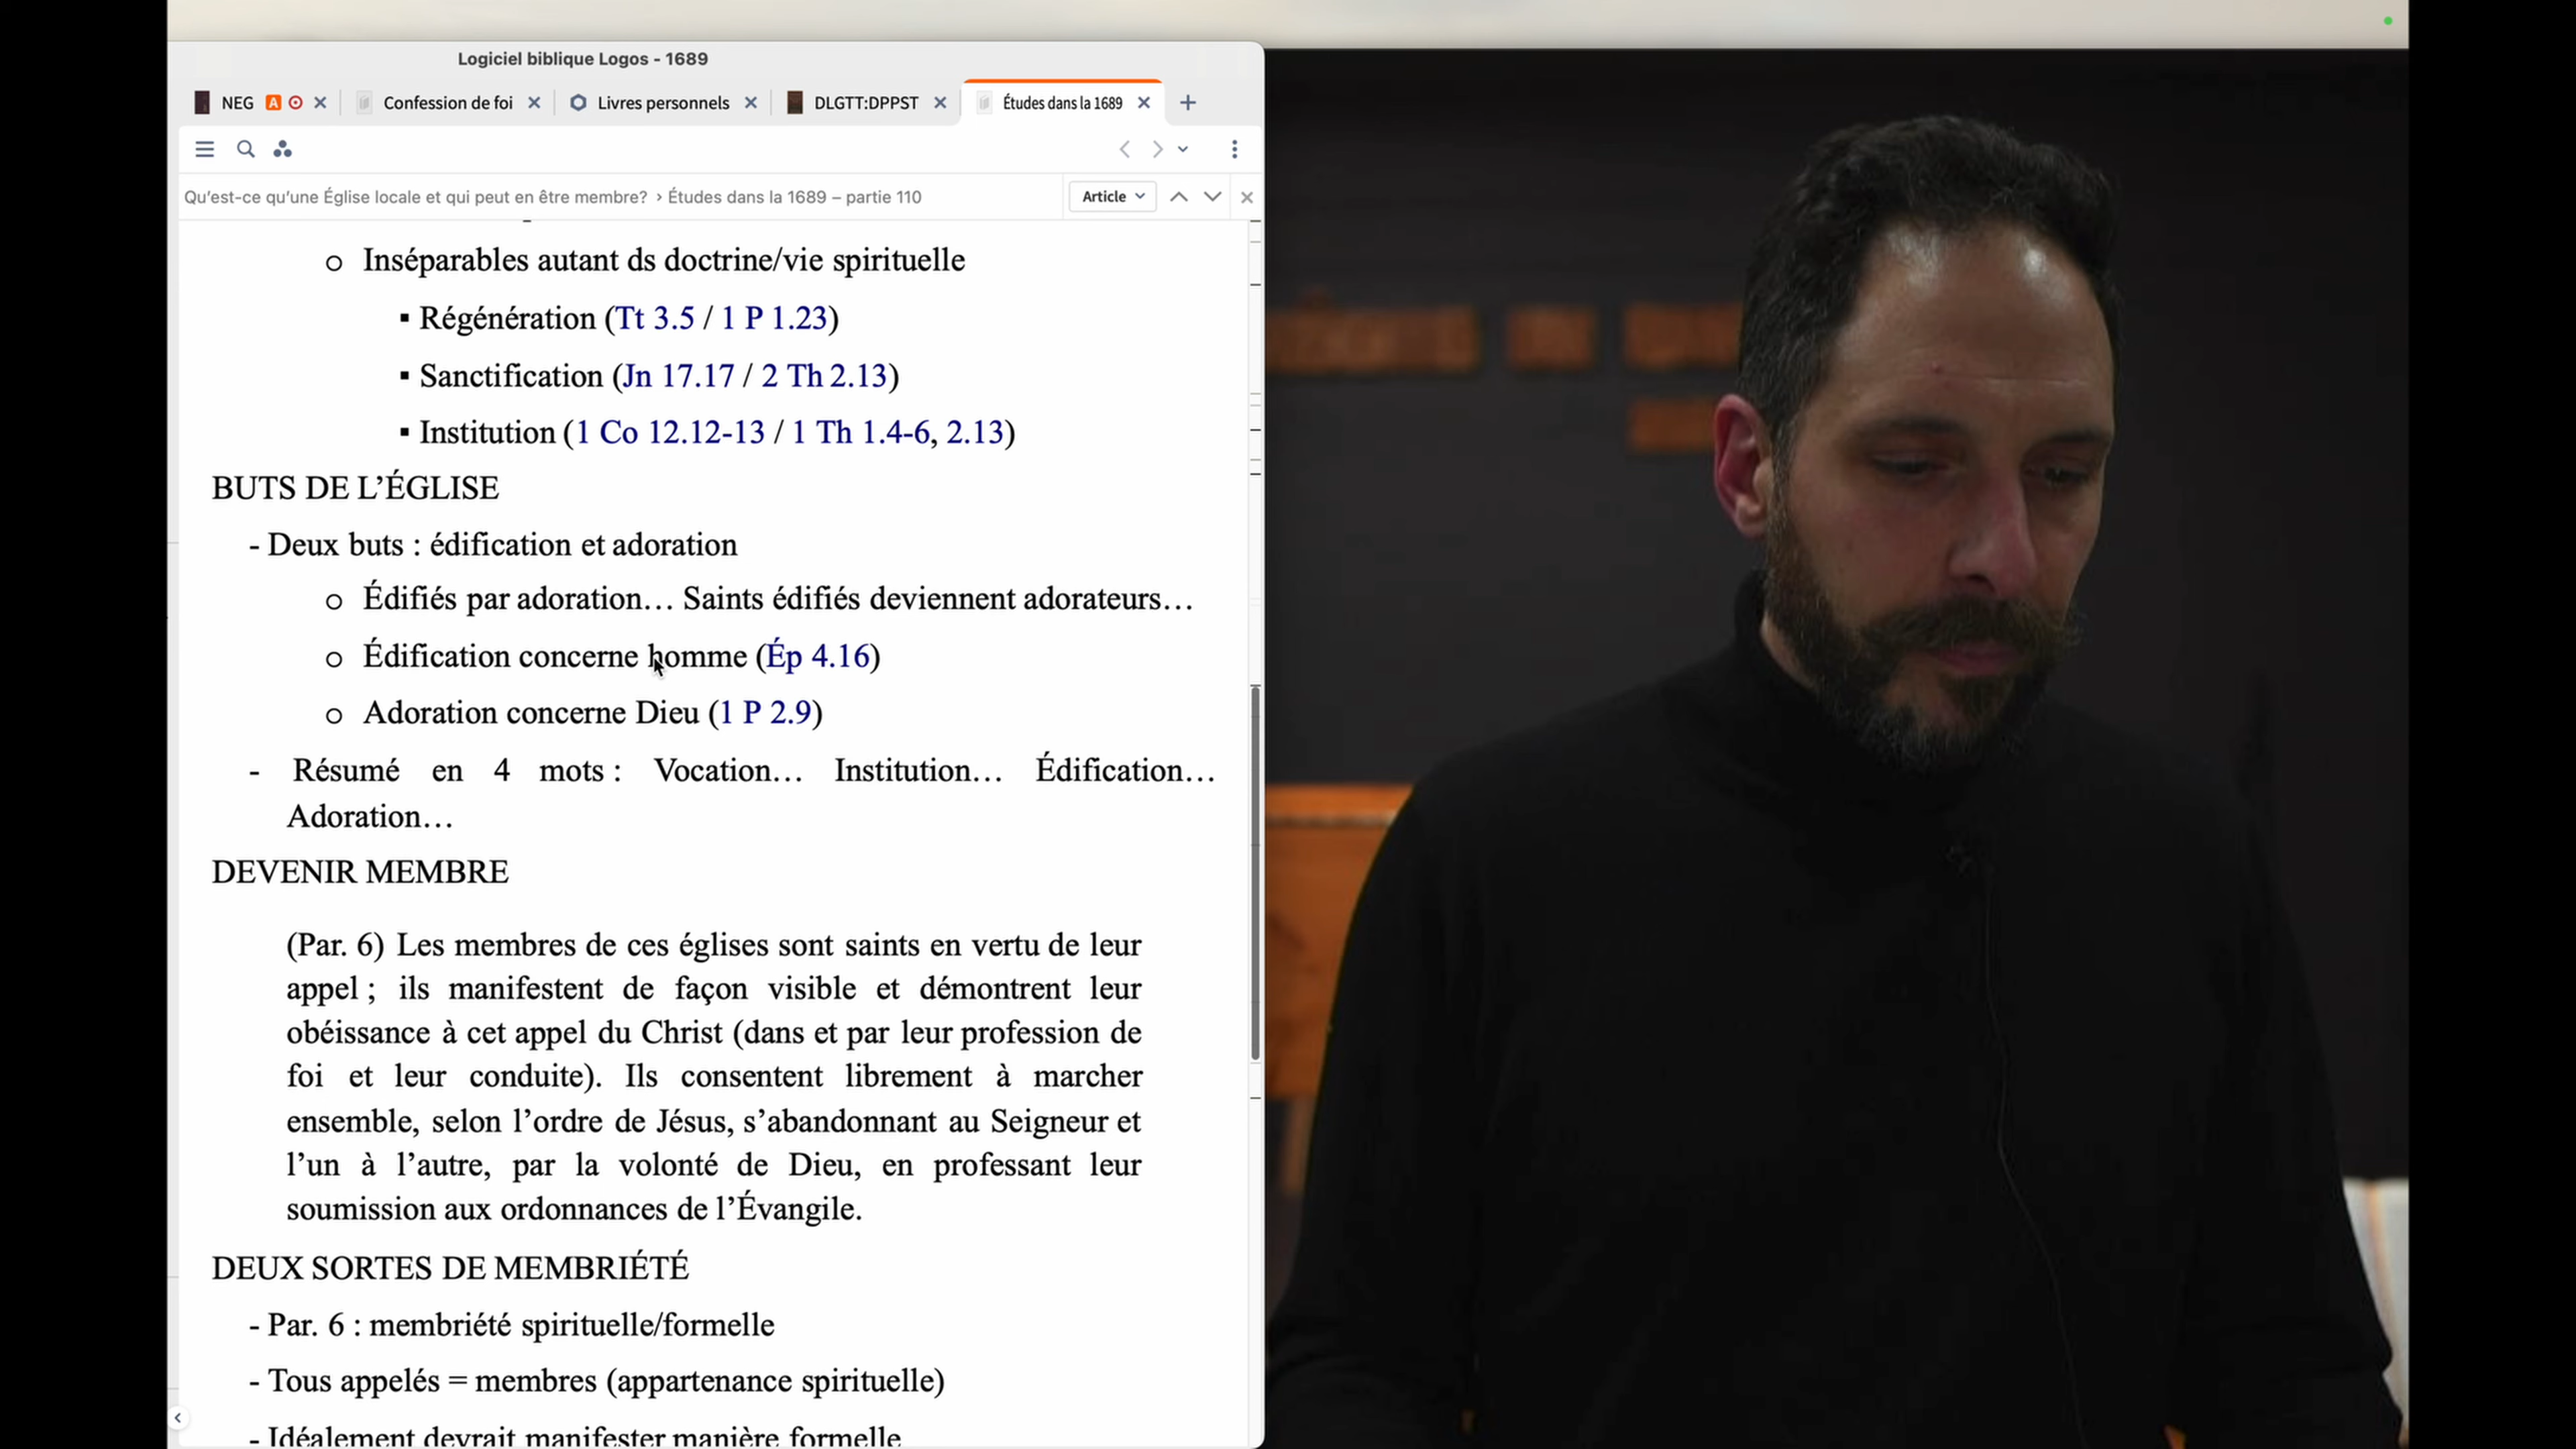 Logiciel biblique Logos - 1689
NEG A Confession de foi Livres personnels DLGTT:DPPST Études dans la 1689
Qu'est-ce qu'une Église locale et qui peut en être membre? › Études dans la 1689 – partie 110 Article
o Inséparables autant ds doctrine/vie spirituelle
▪ Régénération (Tt 3.5 / 1 P 1.23)
▪ Sanctification (Jn 17.17 / 2 Th 2.13)
▪ Institution (1 Co 12.12-13 / 1 Th 1.4-6, 2.13)
BUTS DE L'ÉGLISE
- Deux buts : édification et adoration
o Édifiés par adoration… Saints édifiés deviennent adorateurs…
o Édification concerne homme (Ép 4.16)
o Adoration concerne Dieu (1 P 2.9)
- Résumé en 4 mots : Vocation… Institution… Édification…
Adoration…
DEVENIR MEMBRE
(Par. 6) Les membres de ces églises sont saints en vertu de leur
appel ; ils manifestent de façon visible et démontrent leur
obéissance à cet appel du Christ (dans et par leur profession de
foi et leur conduite). Ils consentent librement à marcher
ensemble, selon l'ordre de Jésus, s'abandonnant au Seigneur et
l'un à l'autre, par la volonté de Dieu, en professant leur
soumission aux ordonnances de l'Évangile.
DEUX SORTES DE MEMBRIÉTÉ
- Par. 6 : membriété spirituelle/formelle
- Tous appelés = membres (appartenance spirituelle)
- Idéalement devrait manifester manière formelle